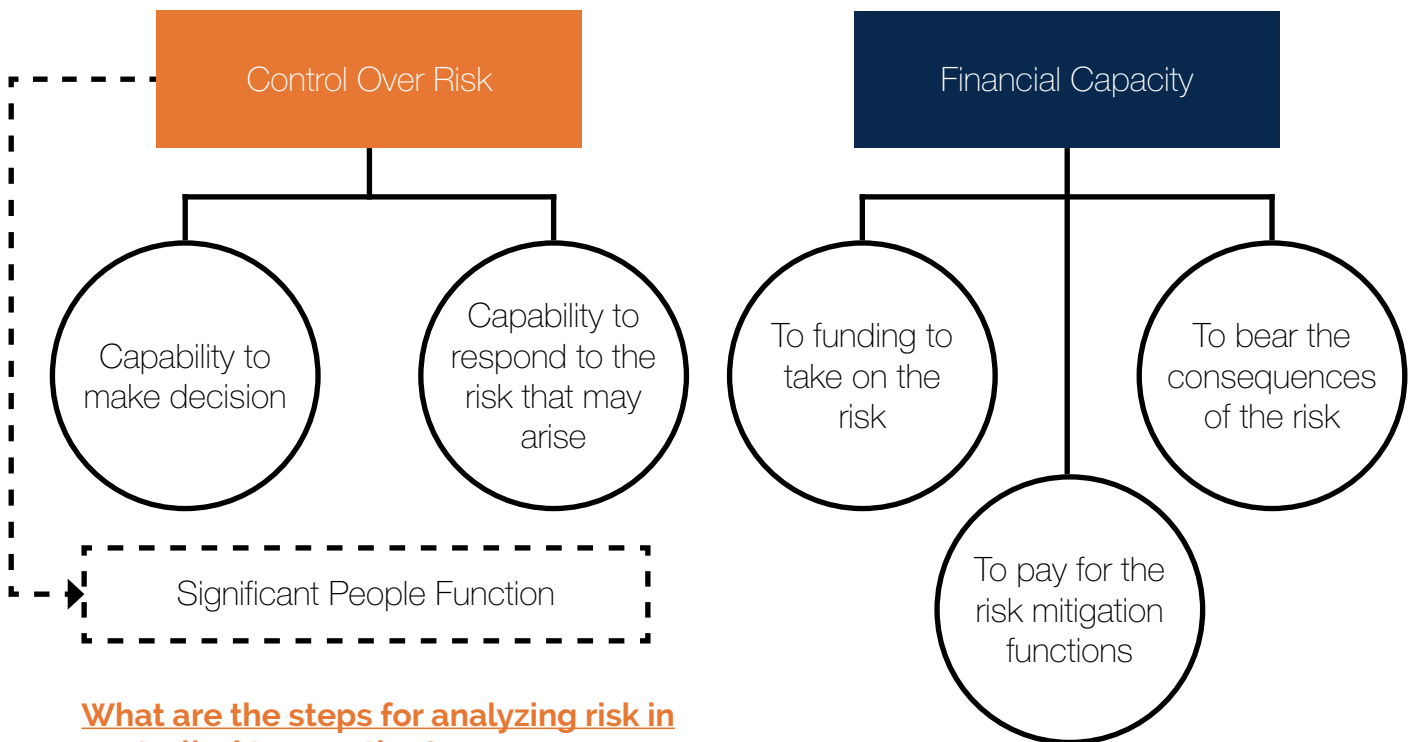 Control Over Risk
Capability to
make decision
Capability to
respond to the
risk that may
arise
Significant People Function
Financial Capacity
To funding to
take on the
risk
To pay for the
risk mitigation
functions
To bear the
consequences
of the risk
What are the steps for analyzing risk in